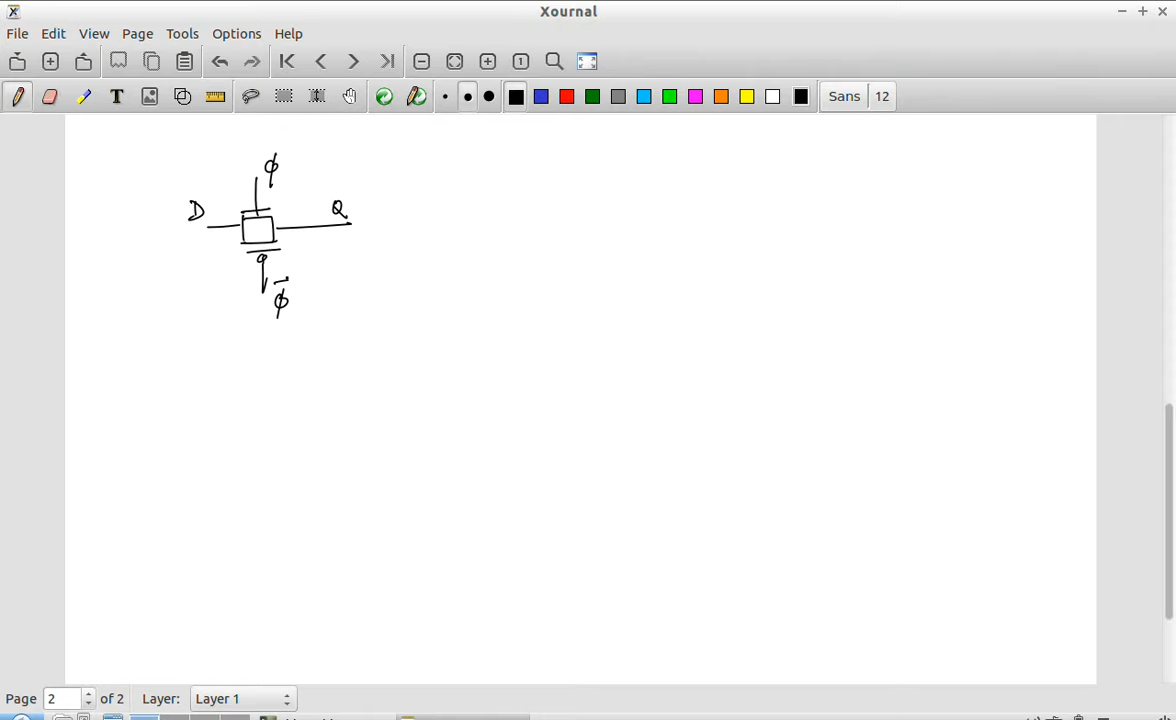 Xournal
File Edit View Page Tools Options Help
Sans 12
ϕ
D Q
ϕ̅
Page 2 of 2 Layer: Layer 1